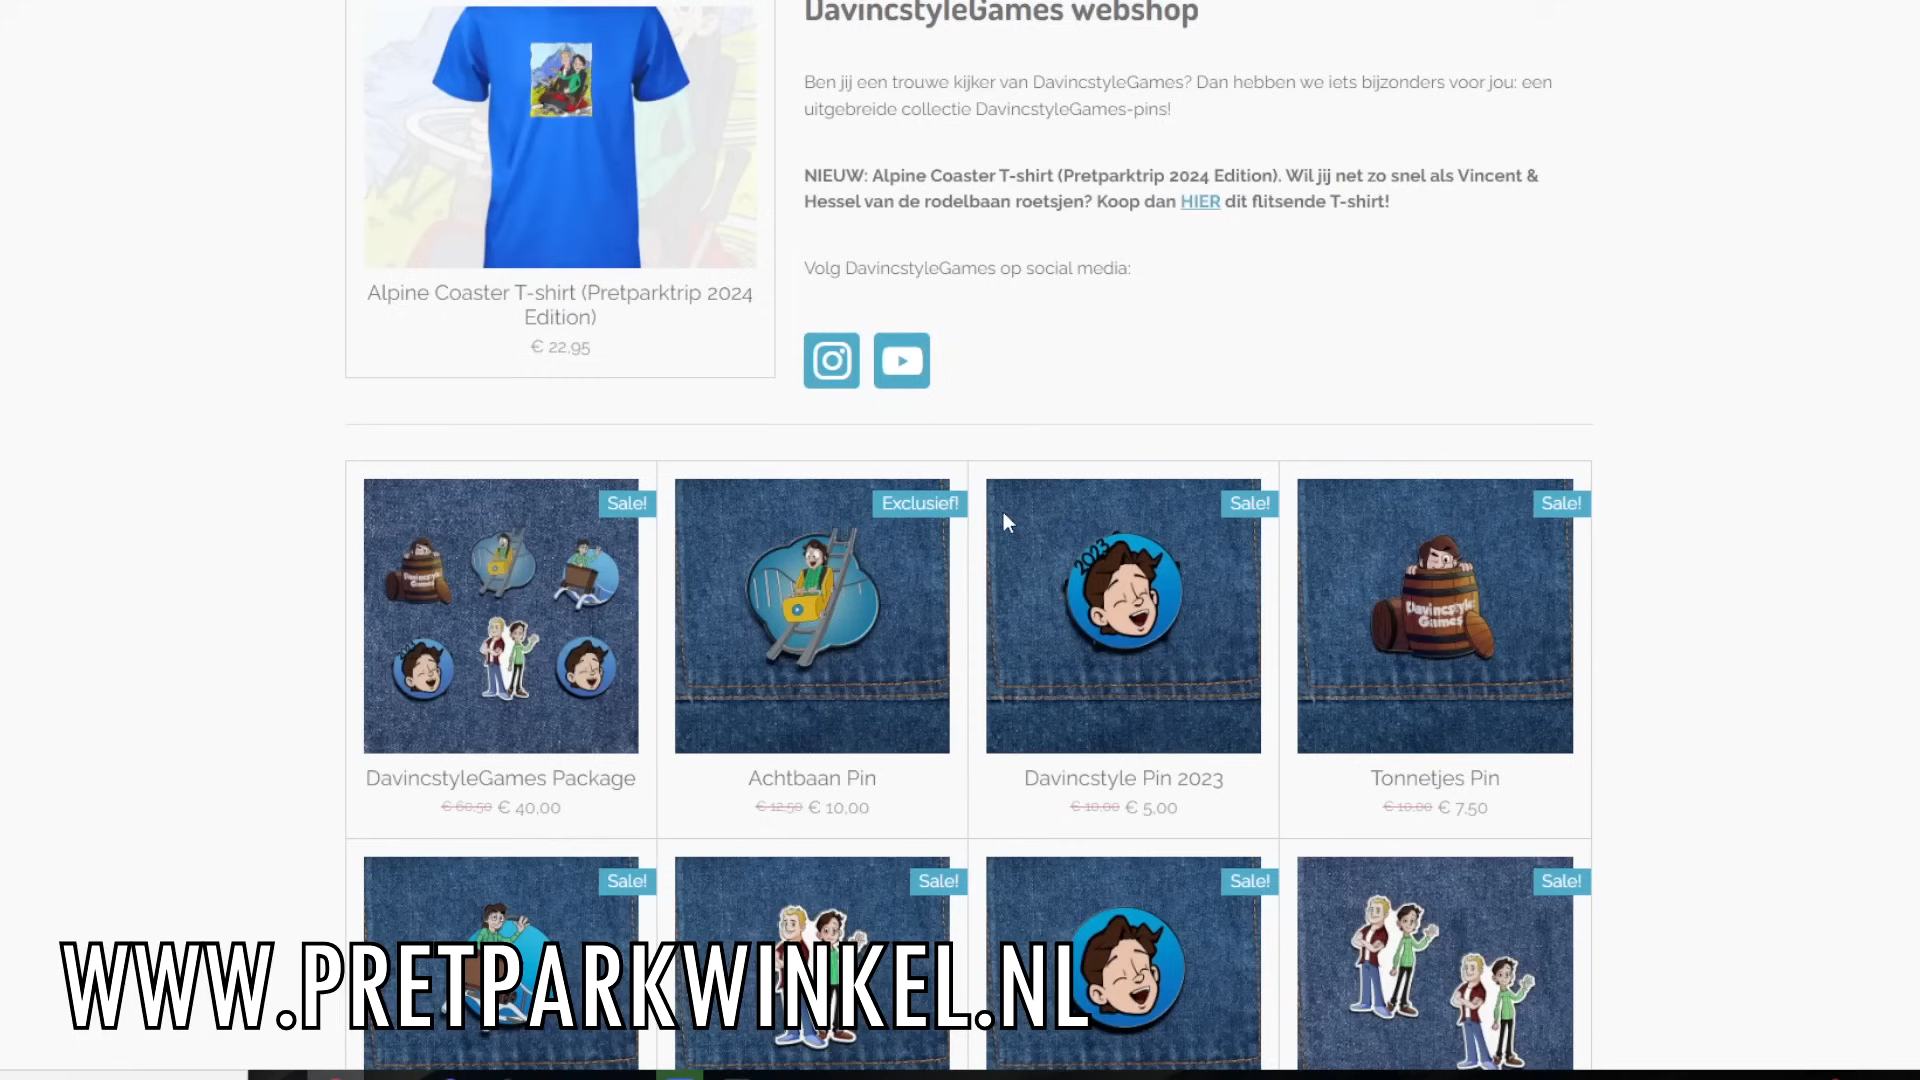 DavincstyleGames webshop
Ben jij een trouwe kijker van DavincstyleGames? Dan hebben we iets bijzonders voor jou: een
uitgebreide collectie DavincstyleGames-pins!
NIEUW: Alpine Coaster T-shirt (Pretparktrip 2024 Edition). Wil jij net zo snel als Vincent &
Hessel van de rodelbaan roetsjen? Koop dan HIER dit flitsende T-shirt!
Volg DavincstyleGames op social media:
Alpine Coaster T-shirt (Pretparktrip 2024
Edition)
€ 22,95
Sale!
Exclusief!
Sale!
Sale!
Davincstyle
Games
2023
Davincstyle
Games
DavincstyleGames Package
€ 60,50 € 40,00
Achtbaan Pin
€ 12,50 € 10,00
Davincstyle Pin 2023
€ 10,00 € 5,00
Tonnetjes Pin
€ 10,00 € 7,50
Sale!
Sale!
Sale!
Sale!
WWW.PRETPARKWINKEL.NL